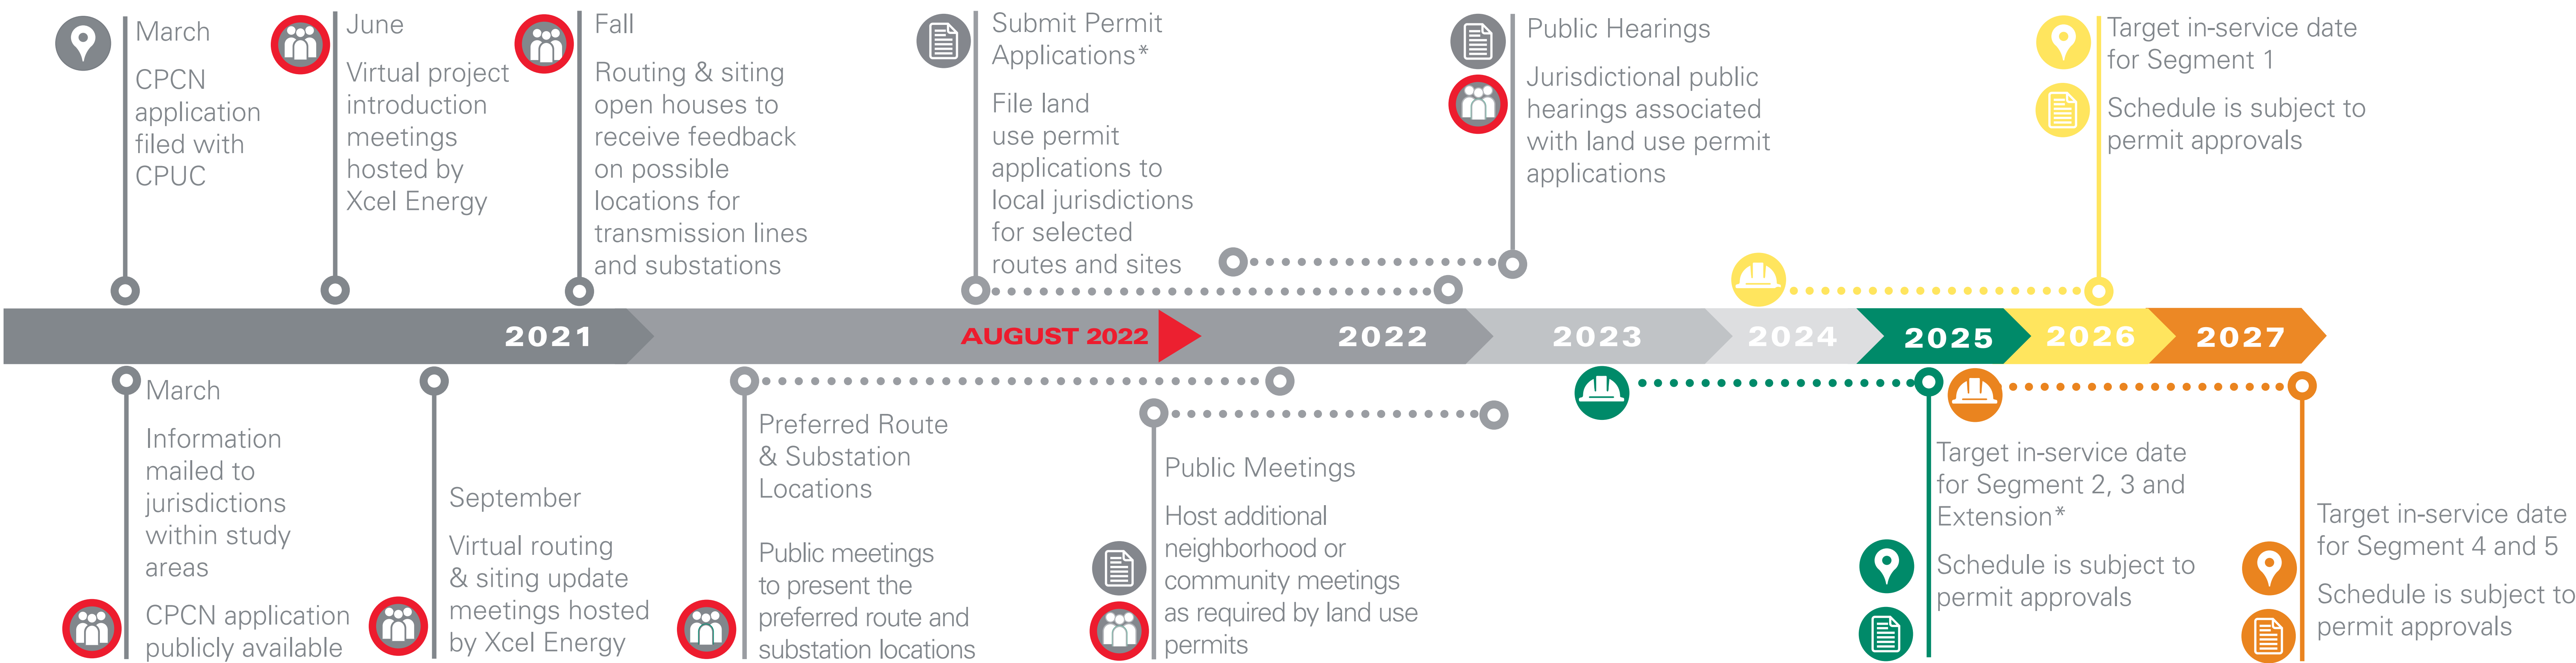 March
CPCN
application
filed with
CPUC
June
Virtual project
introduction
meetings
hosted by
Xcel Energy
Fall
Routing & siting
open houses to
receive feedback
on possible
locations for
transmission lines
and substations
Submit Permit
Applications*
File land
use permit
applications to
local jurisdictions
for selected
routes and sites
Public Hearings
Jurisdictional public
hearings associated
with land use permit
applications
Target in-service date
for Segment 1
Schedule is subject to
permit approvals
2021
AUGUST 2022
2022
2023
2024
2025
2026
2027
March
Information
mailed to
jurisdictions
within study
areas
CPCN application
publicly available
September
Virtual routing
& siting update
meetings hosted
by Xcel Energy
Preferred Route
& Substation
Locations
Public meetings
to present the
preferred route and
substation locations
Public Meetings
Host additional
neighborhood or
community meetings
as required by land use
permits
Target in-service date
for Segment 2, 3 and
Extension*
Schedule is subject to
permit approvals
Target in-service date
for Segment 4 and 5
Schedule is subject to
permit approvals